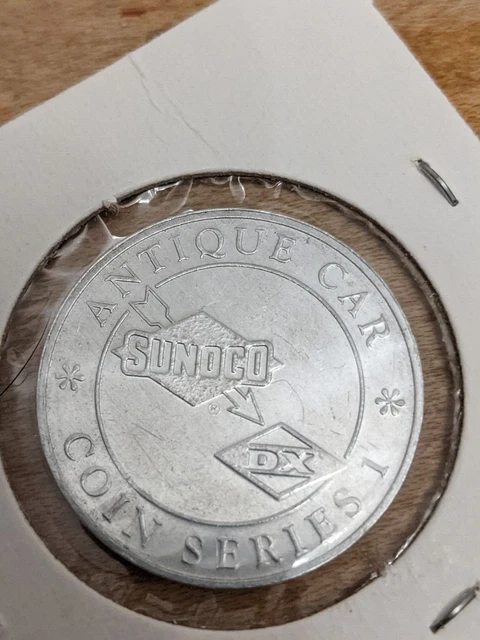 ANTIQUE CAR
SUNOCO
®
DX
COIN SERIES 1